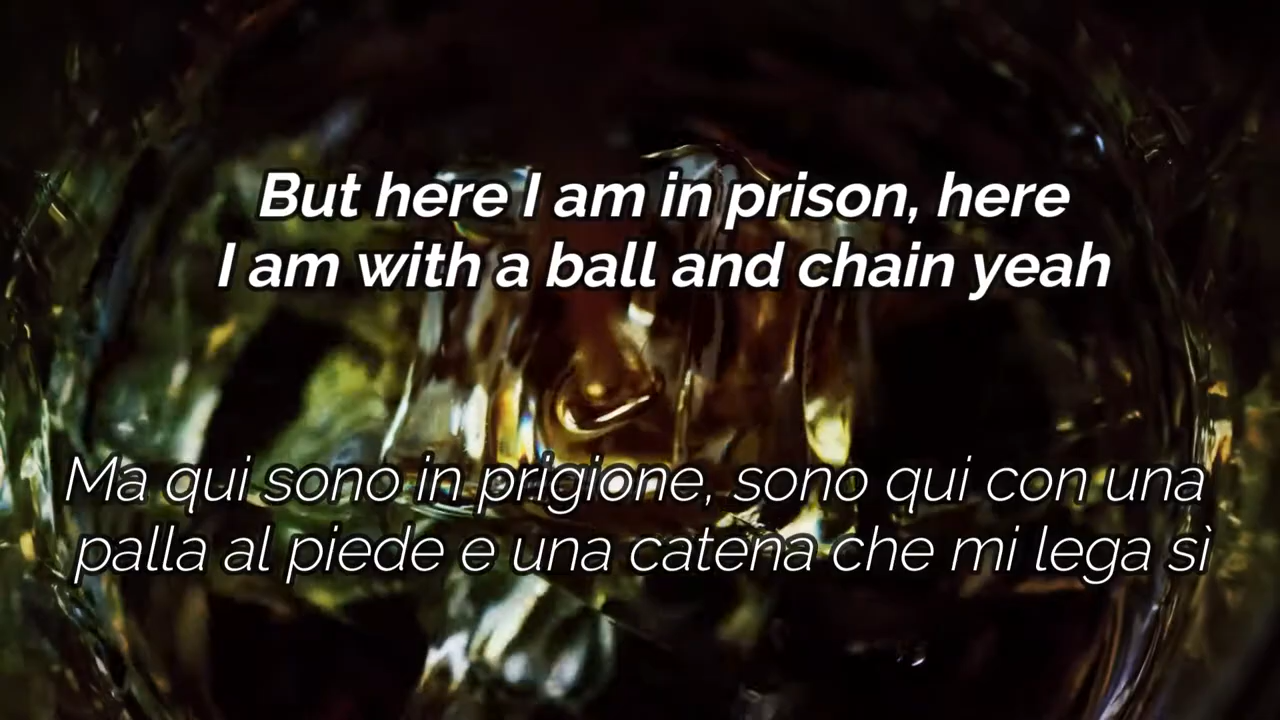 But here I am in prison, here
I am with a ball and chain yeah
Ma qui sono in prigione, sono qui con una
palla al piede e una catena che mi lega sì